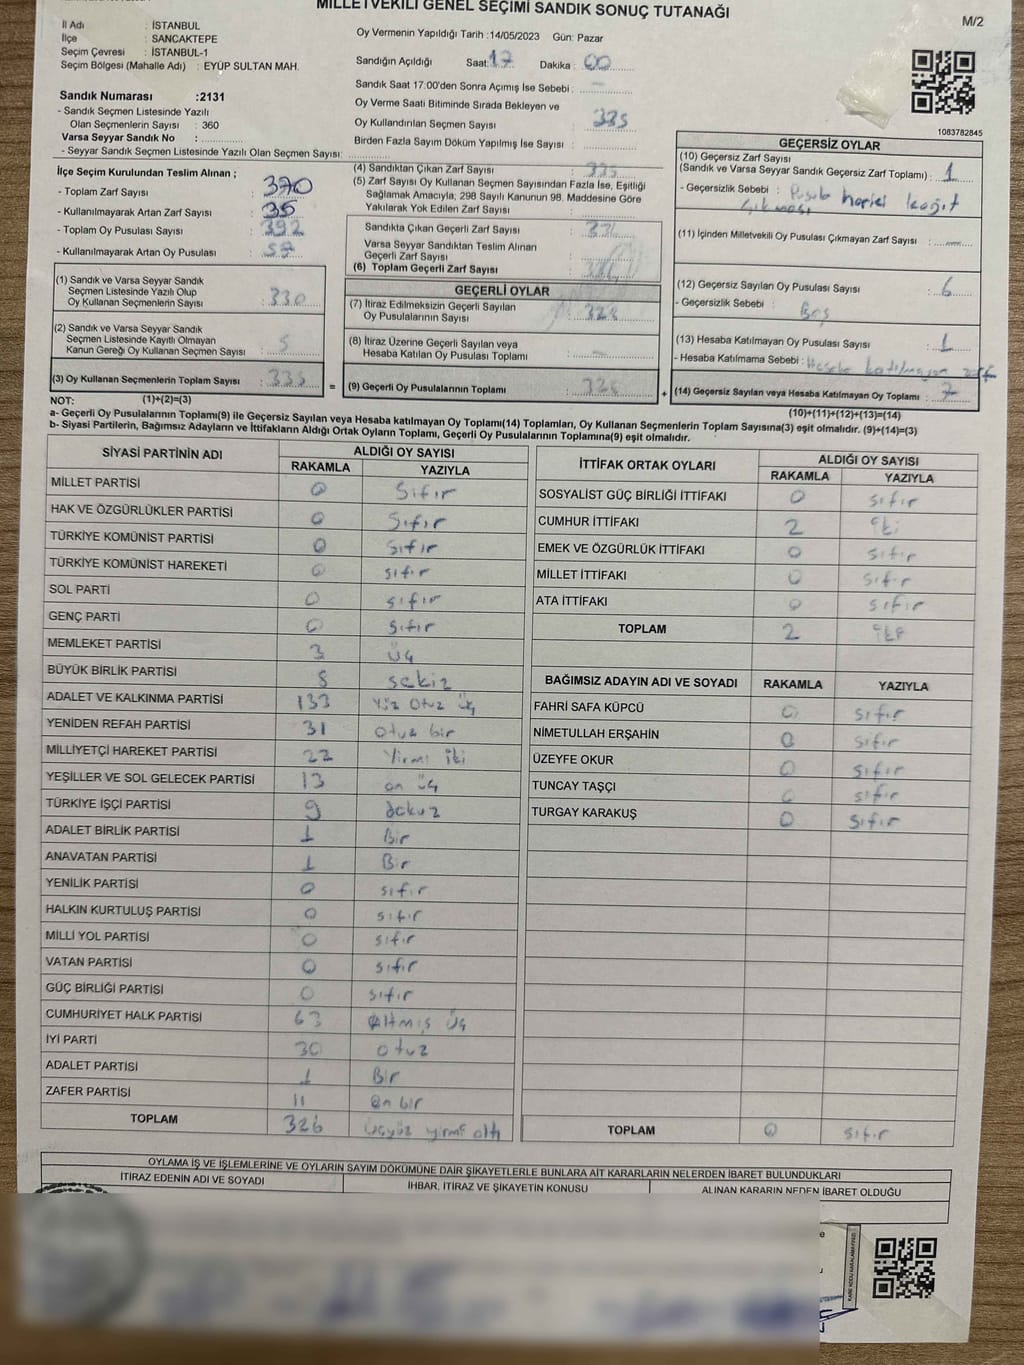 MİLLETVEKİLİ GENEL SEÇİMİ SANDIK SONUÇ TUTANAĞI
M/2
İl Adı : İSTANBUL
İlçe : SANCAKTEPE
Seçim Çevresi : İSTANBUL-1
Seçim Bölgesi (Mahalle Adı) : EYÜP SULTAN MAH.
Sandık Numarası :2131
- Sandık Seçmen Listesinde Yazılı
Olan Seçmenlerin Sayısı : 360
Varsa Seyyar Sandık No :
- Seyyar Sandık Seçmen Listesinde Yazılı Olan Seçmen Sayısı:
Oy Vermenin Yapıldığı Tarih :14/05/2023 Gün: Pazar
Sandığın Açıldığı Saat: 17 Dakika : 00
Sandık Saat 17.00'den Sonra Açımış İse Sebebi :
Oy Verme Saati Bitiminde Sırada Bekleyen ve
Oy Kullandırılan Seçmen Sayısı : 335
Birden Fazla Sayım Döküm Yapılmış İse Sayısı :
1083782845
İlçe Seçim Kurulundan Teslim Alınan ;
- Toplam Zarf Sayısı : 370
- Kullanılmayarak Artan Zarf Sayısı : 35
- Toplam Oy Pusulası Sayısı : 392
- Kullanılmayarak Artan Oy Pusulası : 57
(1) Sandık ve Varsa Seyyar Sandık
Seçmen Listesinde Yazılı Olup
Oy Kullanan Seçmenlerin Sayısı : 330
(2) Sandık ve Varsa Seyyar Sandık
Seçmen Listesinde Kayıtlı Olmayan
Kanun Gereği Oy Kullanan Seçmen Sayısı : 5
(3) Oy Kullanan Seçmenlerin Toplam Sayısı : 335 =
(4) Sandıktan Çıkan Zarf Sayısı : 335
(5) Zarf Sayısı Oy Kullanan Seçmen Sayısından Fazla İse, Eşitliği
Sağlamak Amacıyla, 298 Sayılı Kanunun 98. Maddesine Göre
Yakılarak Yok Edilen Zarf Sayısı :
Sandıkta Çıkan Geçerli Zarf Sayısı : 334
Varsa Seyyar Sandıktan Teslim Alınan
Geçerli Zarf Sayısı :
(6) Toplam Geçerli Zarf Sayısı : 334
GEÇERLİ OYLAR
(7) İtiraz Edilmeksizin Geçerli Sayılan
Oy Pusulalarının Sayısı : 328
(8) İtiraz Üzerine Geçerli Sayılan veya
Hesaba Katılan Oy Pusulası Toplamı :
(9) Geçerli Oy Pusulalarının Toplamı : 328 +
GEÇERSİZ OYLAR
(10) Geçersiz Zarf Sayısı
(Sandık ve Varsa Seyyar Sandık Geçersiz Zarf Toplamı) : 1
- Geçersizlik Sebebi : Pusula harici kağıt
çıkması
(11) İçinden Milletvekili Oy Pusulası Çıkmayan Zarf Sayısı :
(12) Geçersiz Sayılan Oy Pusulası Sayısı : 6
- Geçersizlik Sebebi : Boş
(13) Hesaba Katılmayan Oy Pusulası Sayısı : 1
- Hesaba Katılmama Sebebi : Hesaba katılmayan zarf
(14) Geçersiz Sayılan veya Hesaba Katılmayan Oy Toplamı : 7
NOT: (1)+(2)=(3)
(10)+(11)+(12)+(13)=(14)
a- Geçerli Oy Pusulalarının Toplamı(9) ile Geçersiz Sayılan veya Hesaba katılmayan Oy Toplamı(14) Toplamları, Oy Kullanan Seçmenlerin Toplam Sayısına(3) eşit olmalıdır. (9)+(14)=(3)
b- Siyasi Partilerin, Bağımsız Adayların ve İttifakların Aldığı Ortak Oyların Toplamı, Geçerli Oy Pusulalarının Toplamına(9) eşit olmalıdır.
SİYASİ PARTİNİN ADI ALDIĞI OY SAYISI
RAKAMLA YAZIYLA
MİLLET PARTİSİ 0 Sıfır
HAK VE ÖZGÜRLÜKLER PARTİSİ 0 Sıfır
TÜRKİYE KOMÜNİST PARTİSİ 0 Sıfır
TÜRKİYE KOMÜNİST HAREKETİ 0 sıfır
SOL PARTİ 0 sıfır
GENÇ PARTİ 0 sıfır
MEMLEKET PARTİSİ 3 üç
BÜYÜK BİRLİK PARTİSİ 8 sekiz
ADALET VE KALKINMA PARTİSİ 133 Yüz Otuz üç
YENİDEN REFAH PARTİSİ 31 otuz bir
MİLLİYETÇİ HAREKET PARTİSİ 22 Yirmi iki
YEŞİLLER VE SOL GELECEK PARTİSİ 13 on üç
TÜRKİYE İŞÇİ PARTİSİ 9 dokuz
ADALET BİRLİK PARTİSİ 1 Bir
ANAVATAN PARTİSİ 1 Bir
YENİLİK PARTİSİ 0 sıfır
HALKIN KURTULUŞ PARTİSİ 0 sıfır
MİLLİ YOL PARTİSİ 0 sıfır
VATAN PARTİSİ 0 sıfır
GÜÇ BİRLİĞİ PARTİSİ 0 sıfır
CUMHURİYET HALK PARTİSİ 63 Altmış üç
İYİ PARTİ 30 otuz
ADALET PARTİSİ 1 Bir
ZAFER PARTİSİ 11 on bir
TOPLAM 326 üçyüz yirmi altı
İTTİFAK ORTAK OYLARI ALDIĞI OY SAYISI
RAKAMLA YAZIYLA
SOSYALİST GÜÇ BİRLİĞİ İTTİFAKI 0 sıfır
CUMHUR İTTİFAKI 2 iki
EMEK VE ÖZGÜRLÜK İTTİFAKI 0 sıfır
MİLLET İTTİFAKI 0 sıfır
ATA İTTİFAKI 0 sıfır
TOPLAM 2 iki
BAĞIMSIZ ADAYIN ADI VE SOYADI RAKAMLA YAZIYLA
FAHRİ SAFA KÜPCÜ 0 sıfır
NİMETULLAH ERŞAHİN 0 sıfır
ÜZEYFE OKUR 0 sıfır
TUNCAY TAŞÇI 0 sıfır
TURGAY KARAKUŞ 0 sıfır
TOPLAM 0 sıfır
OYLAMA İŞ VE İŞLEMLERİNE VE OYLARIN SAYIM DÖKÜMÜNE DAİR ŞİKAYETLERLE BUNLARA AİT KARARLARIN NELERDEN İBARET BULUNDUKLARI
İTİRAZ EDENİN ADI VE SOYADI İHBAR, İTİRAZ VE ŞİKAYETİN KONUSU ALINAN KARARIN NEDEN İBARET OLDUĞU